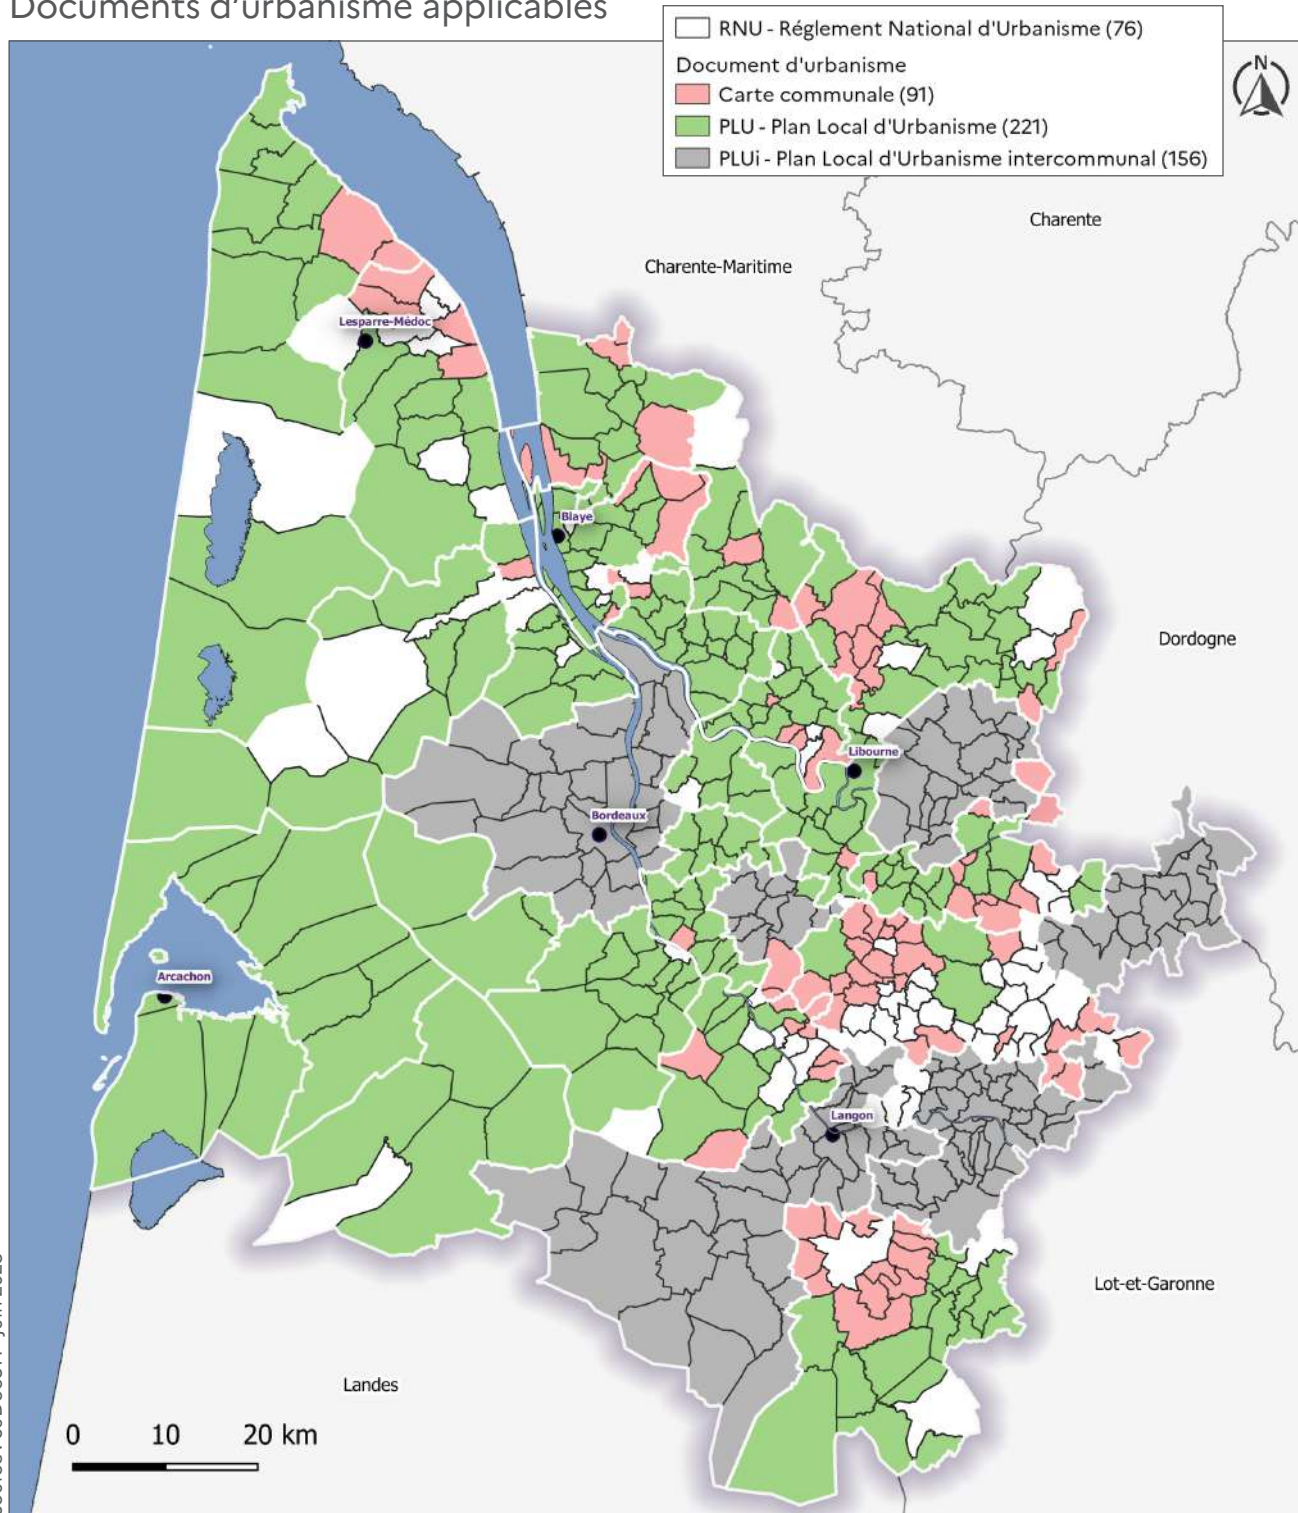 Documents d'urbanisme applicables
RNU - Réglement National d'Urbanisme (76)
Document d'urbanisme
Carte communale (91)
PLU - Plan Local d'Urbanisme (221)
PLUi - Plan Local d'Urbanisme intercommunal (156)
N
Charente
Charente-Maritime
Lesparre-Médoc
Blaye
Dordogne
Libourne
Bordeaux
Arcachon
Langon
Lot-et-Garonne
Landes
0 10 20 km